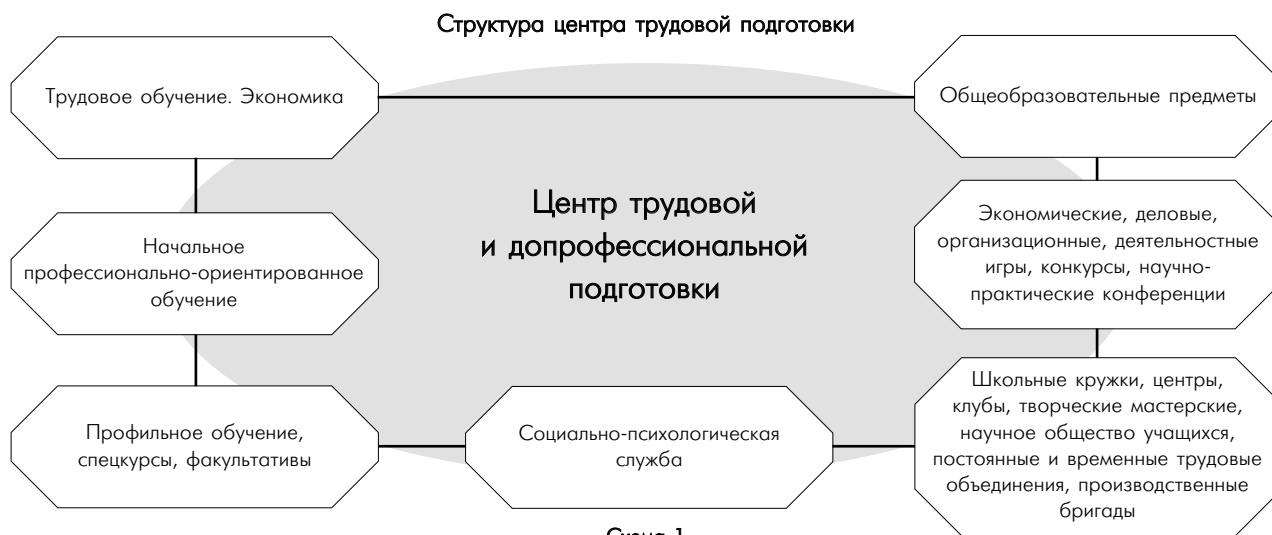 Структура центра трудовой подготовки
Трудовое обучение. Экономика
Общеобразовательные предметы
Центр трудовой
и допрофессиональной
подготовки
Начальное
профессионально-ориентированное
обучение
Экономические, деловые,
организационные, деятельностные
игры, конкурсы, научно-
практические конференции
Профильное обучение,
спецкурсы, факультативы
Социально-психологическая
служба
Школьные кружки, центры,
клубы, творческие мастерские,
научное общество учащихся,
постоянные и временные трудовые
объединения, производственные
бригады
Схема 1